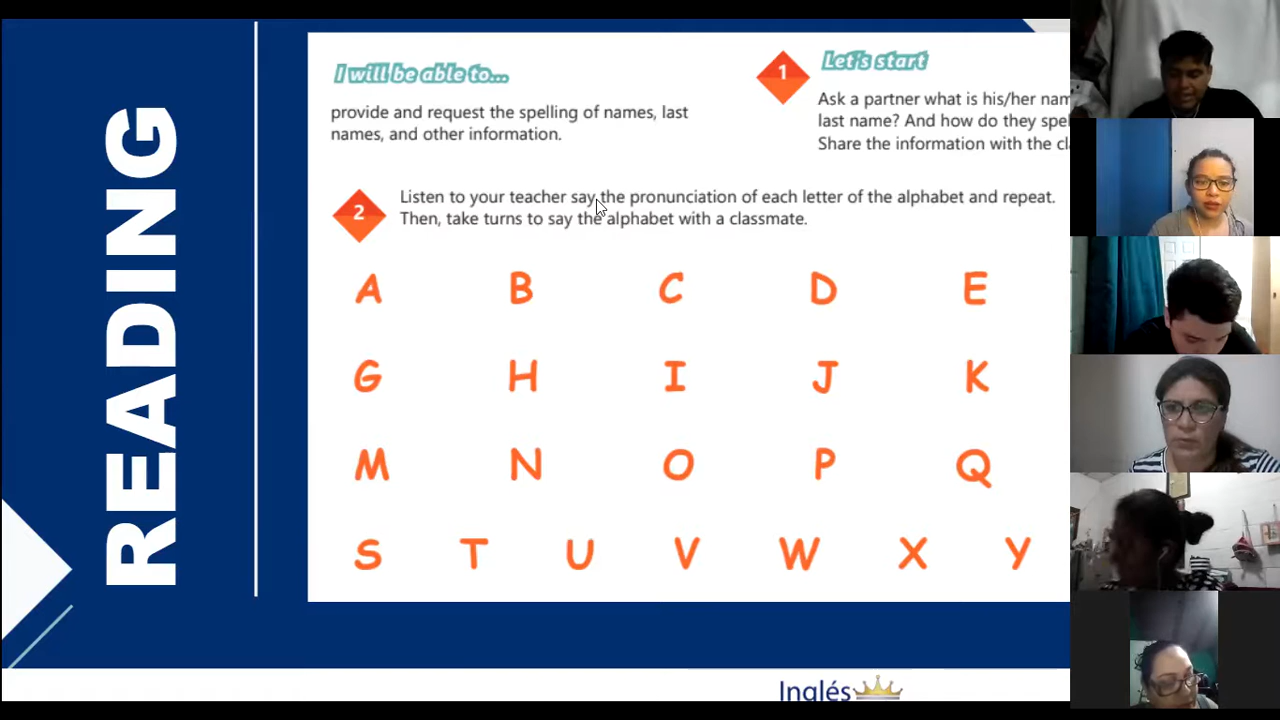 READING
I will be able to...
provide and request the spelling of names, last
names, and other information.
1
Let's start
Ask a partner what is his/her
last name? And how do they
Share the information with the
2
Listen to your teacher say the pronunciation of each letter of the alphabet and repeat.
Then, take turns to say the alphabet with a classmate.
A B C D E
G H I J K
M N O P Q
S T U V W X Y
Inglés